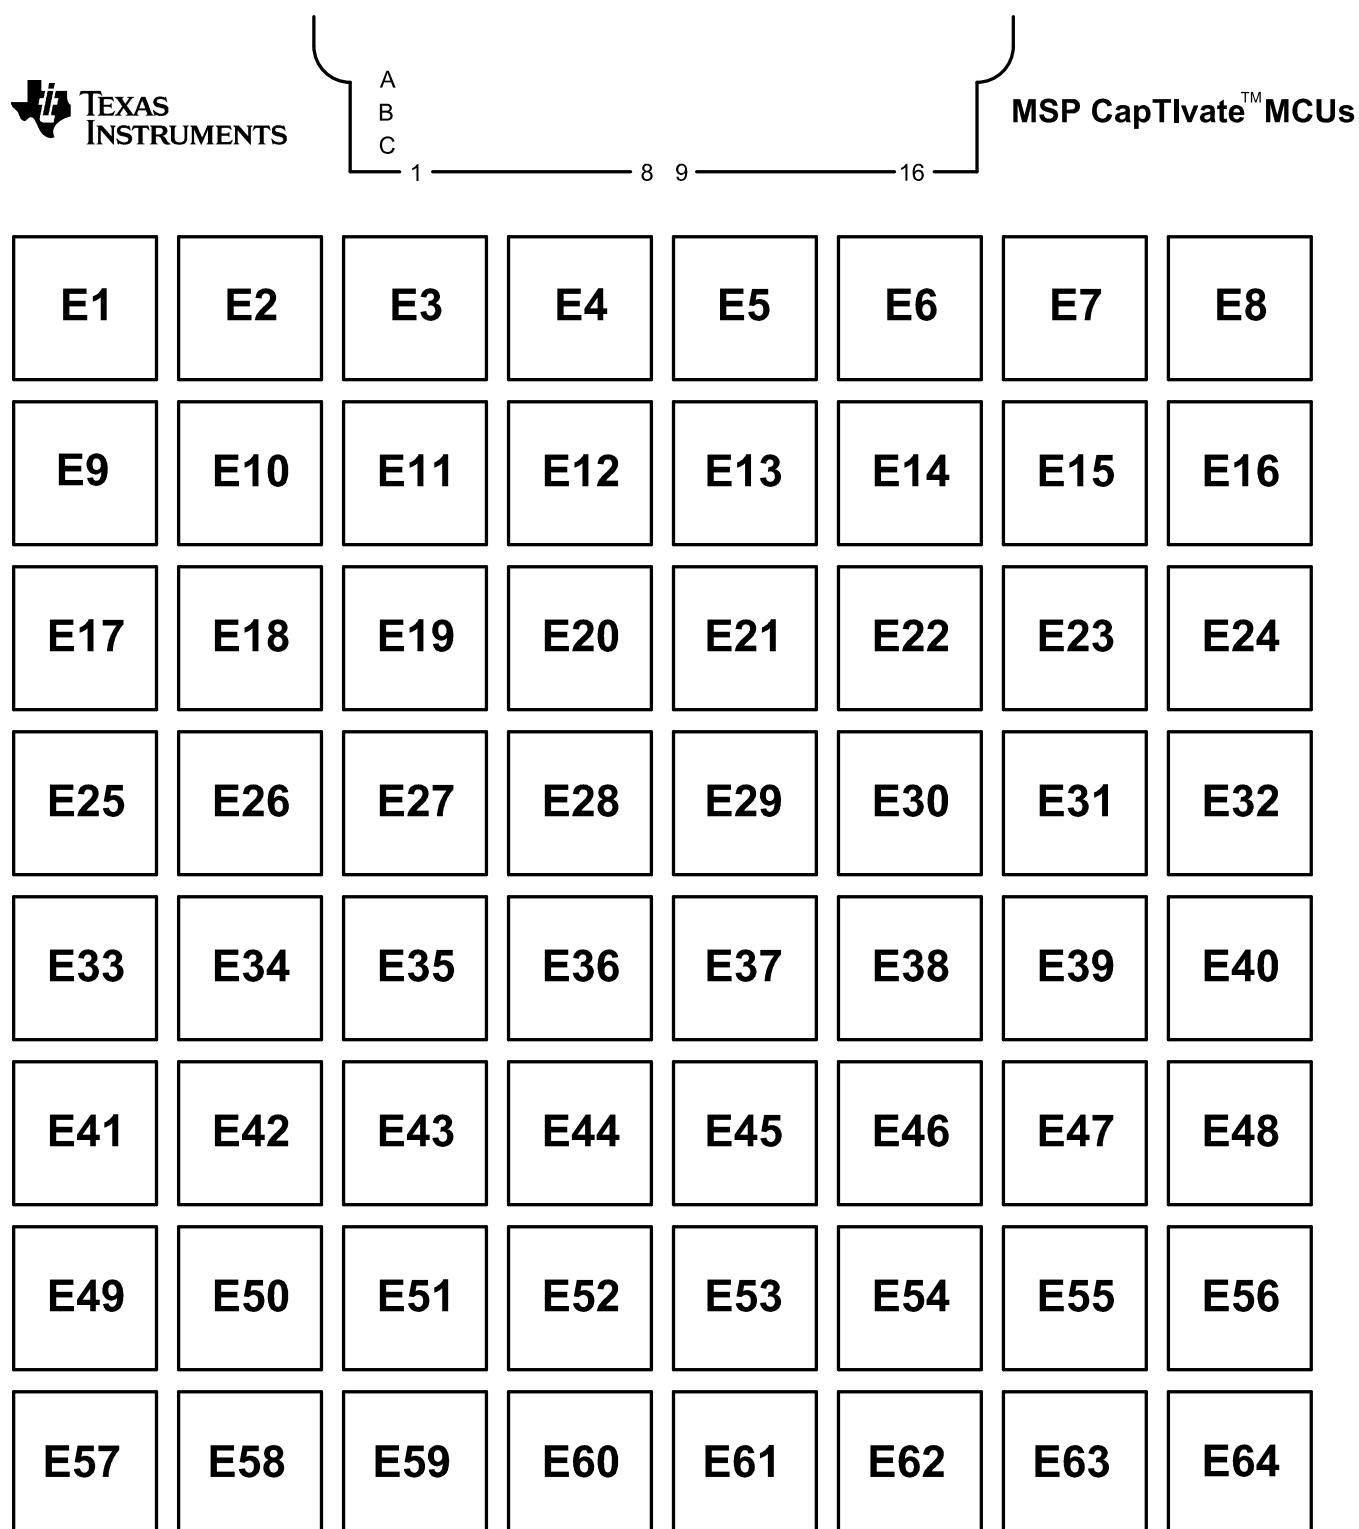 A
TEXAS
INSTRUMENTS
B
C
MSP CapTIvate™ MCUs
1 8 9 16
E1 E2 E3 E4 E5 E6 E7 E8
E9 E10 E11 E12 E13 E14 E15 E16
E17 E18 E19 E20 E21 E22 E23 E24
E25 E26 E27 E28 E29 E30 E31 E32
E33 E34 E35 E36 E37 E38 E39 E40
E41 E42 E43 E44 E45 E46 E47 E48
E49 E50 E51 E52 E53 E54 E55 E56
E57 E58 E59 E60 E61 E62 E63 E64